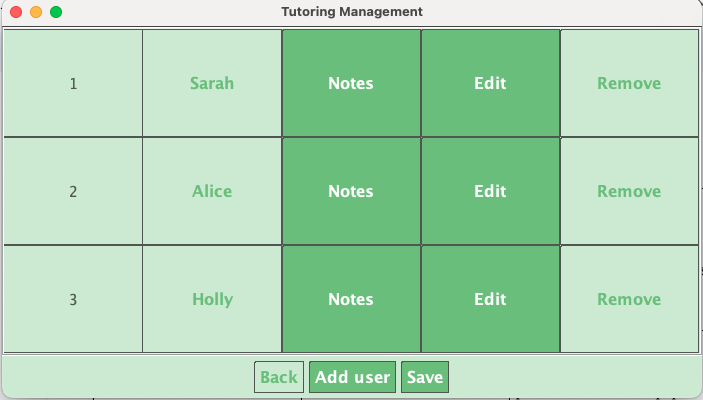 Tutoring Management
1 Sarah Notes Edit Remove
2 Alice Notes Edit Remove
3 Holly Notes Edit Remove
Back Add user Save